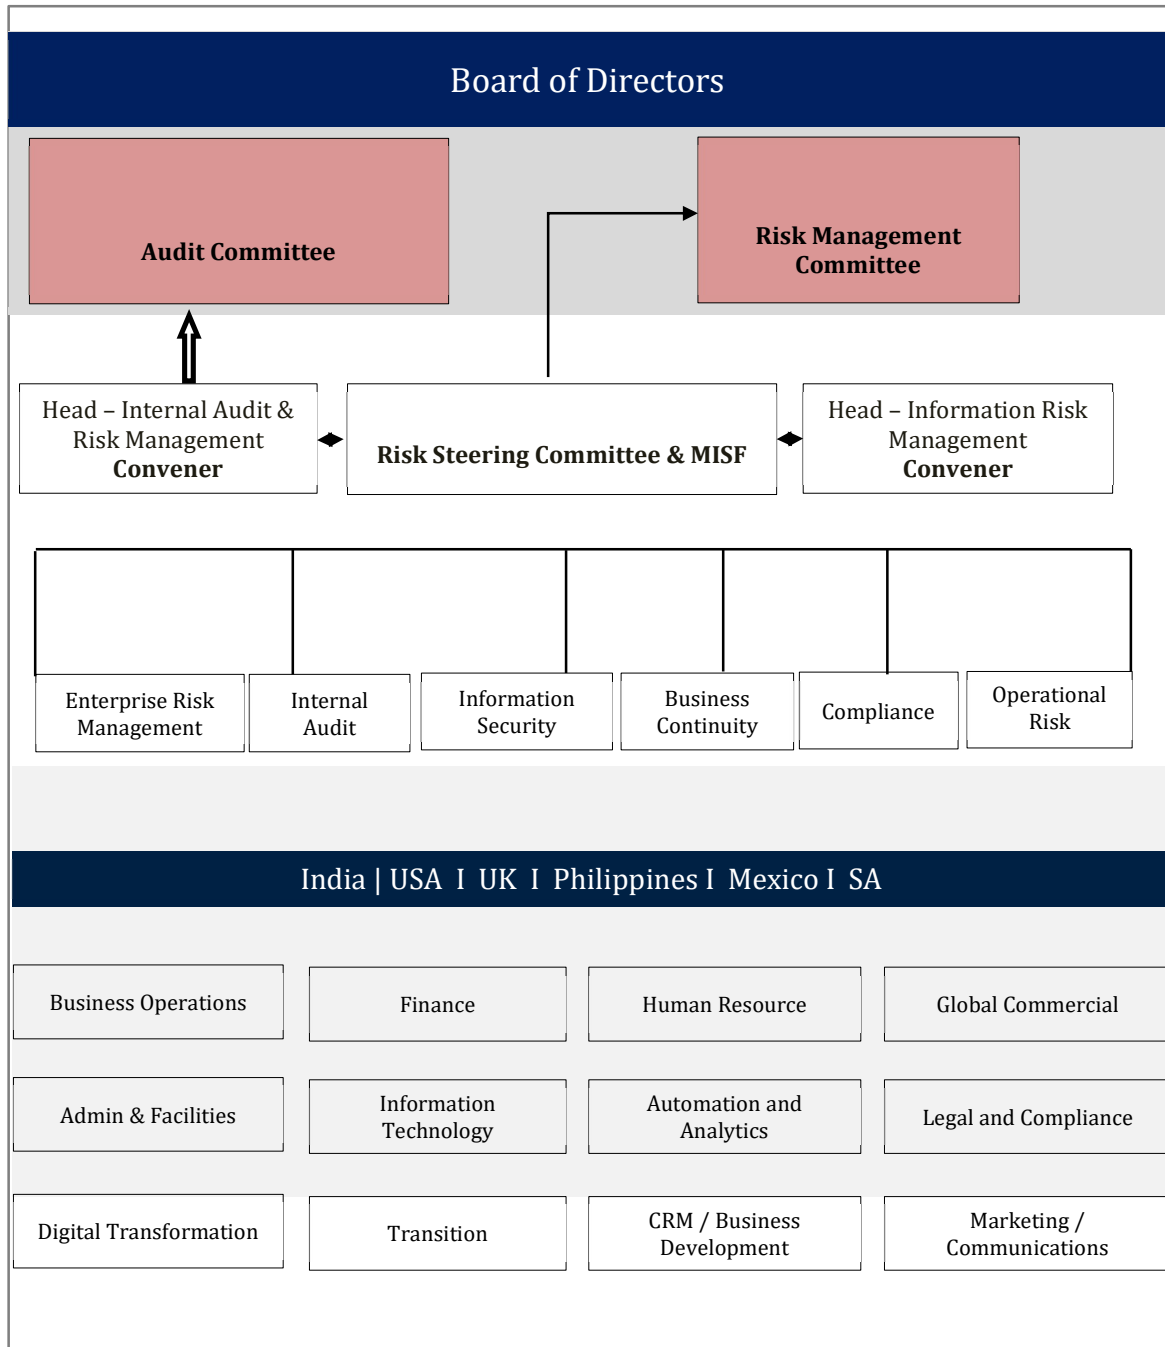 Board of Directors
Audit Committee
Risk Management
Committee
Head – Internal Audit &
Risk Management
Convener
Risk Steering Committee & MISF
Head – Information Risk
Management
Convener
Enterprise Risk
Management
Internal
Audit
Information
Security
Business
Continuity
Compliance
Operational
Risk
India | USA I UK I Philippines I Mexico I SA
Business Operations
Finance
Human Resource
Global Commercial
Admin & Facilities
Information
Technology
Automation and
Analytics
Legal and Compliance
Digital Transformation
Transition
CRM / Business
Development
Marketing /
Communications